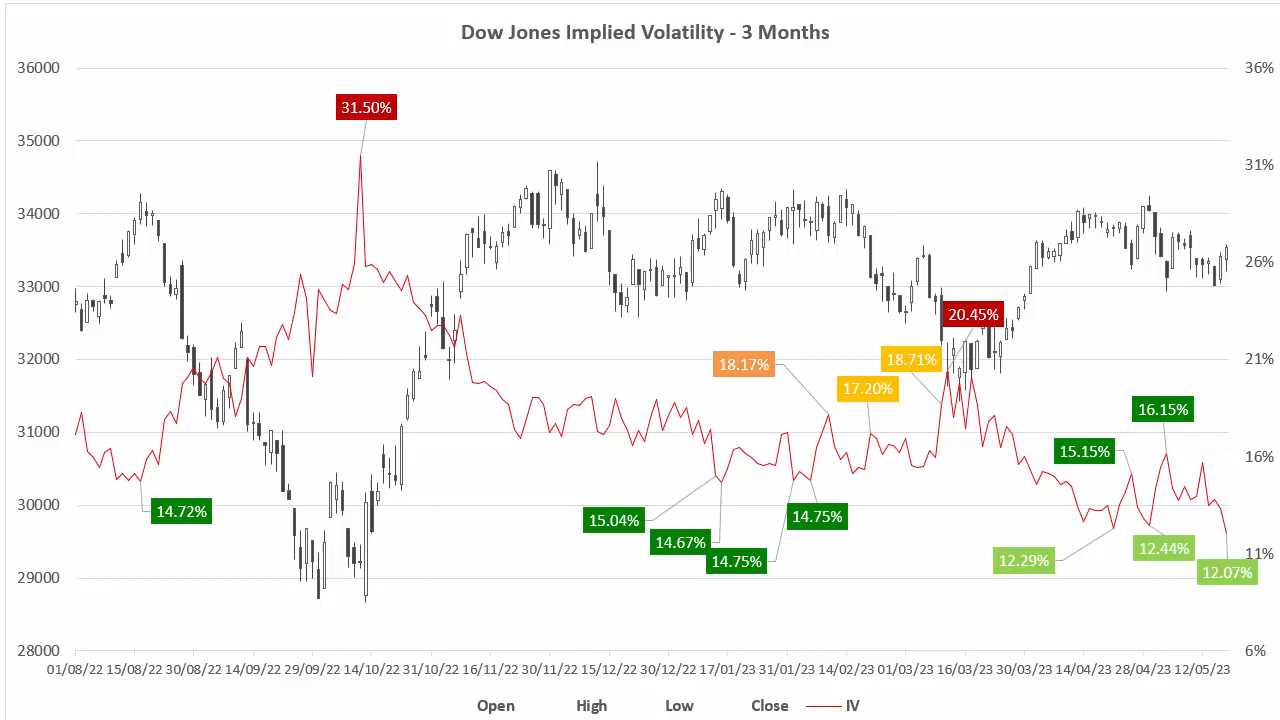 Dow Jones Implied Volatility - 3 Months
36000 36%
31.50%
35000 31%
34000
33000 26%
20.45%
32000 18.17% 18.71% 21%
17.20%
31000 16.15%
15.15% 16%
30000 14.72% 15.04% 14.75%
14.67% 12.44%
14.75% 12.29% 11%
29000 12.07%
28000 6%
01/08/22 15/08/22 30/08/22 14/09/22 29/09/22 14/10/22 31/10/22 16/11/22 30/11/22 15/12/22 30/12/22 17/01/23 31/01/23 14/02/23 01/03/23 16/03/23 30/03/23 14/04/23 28/04/23 12/05/23
Open High Low Close IV